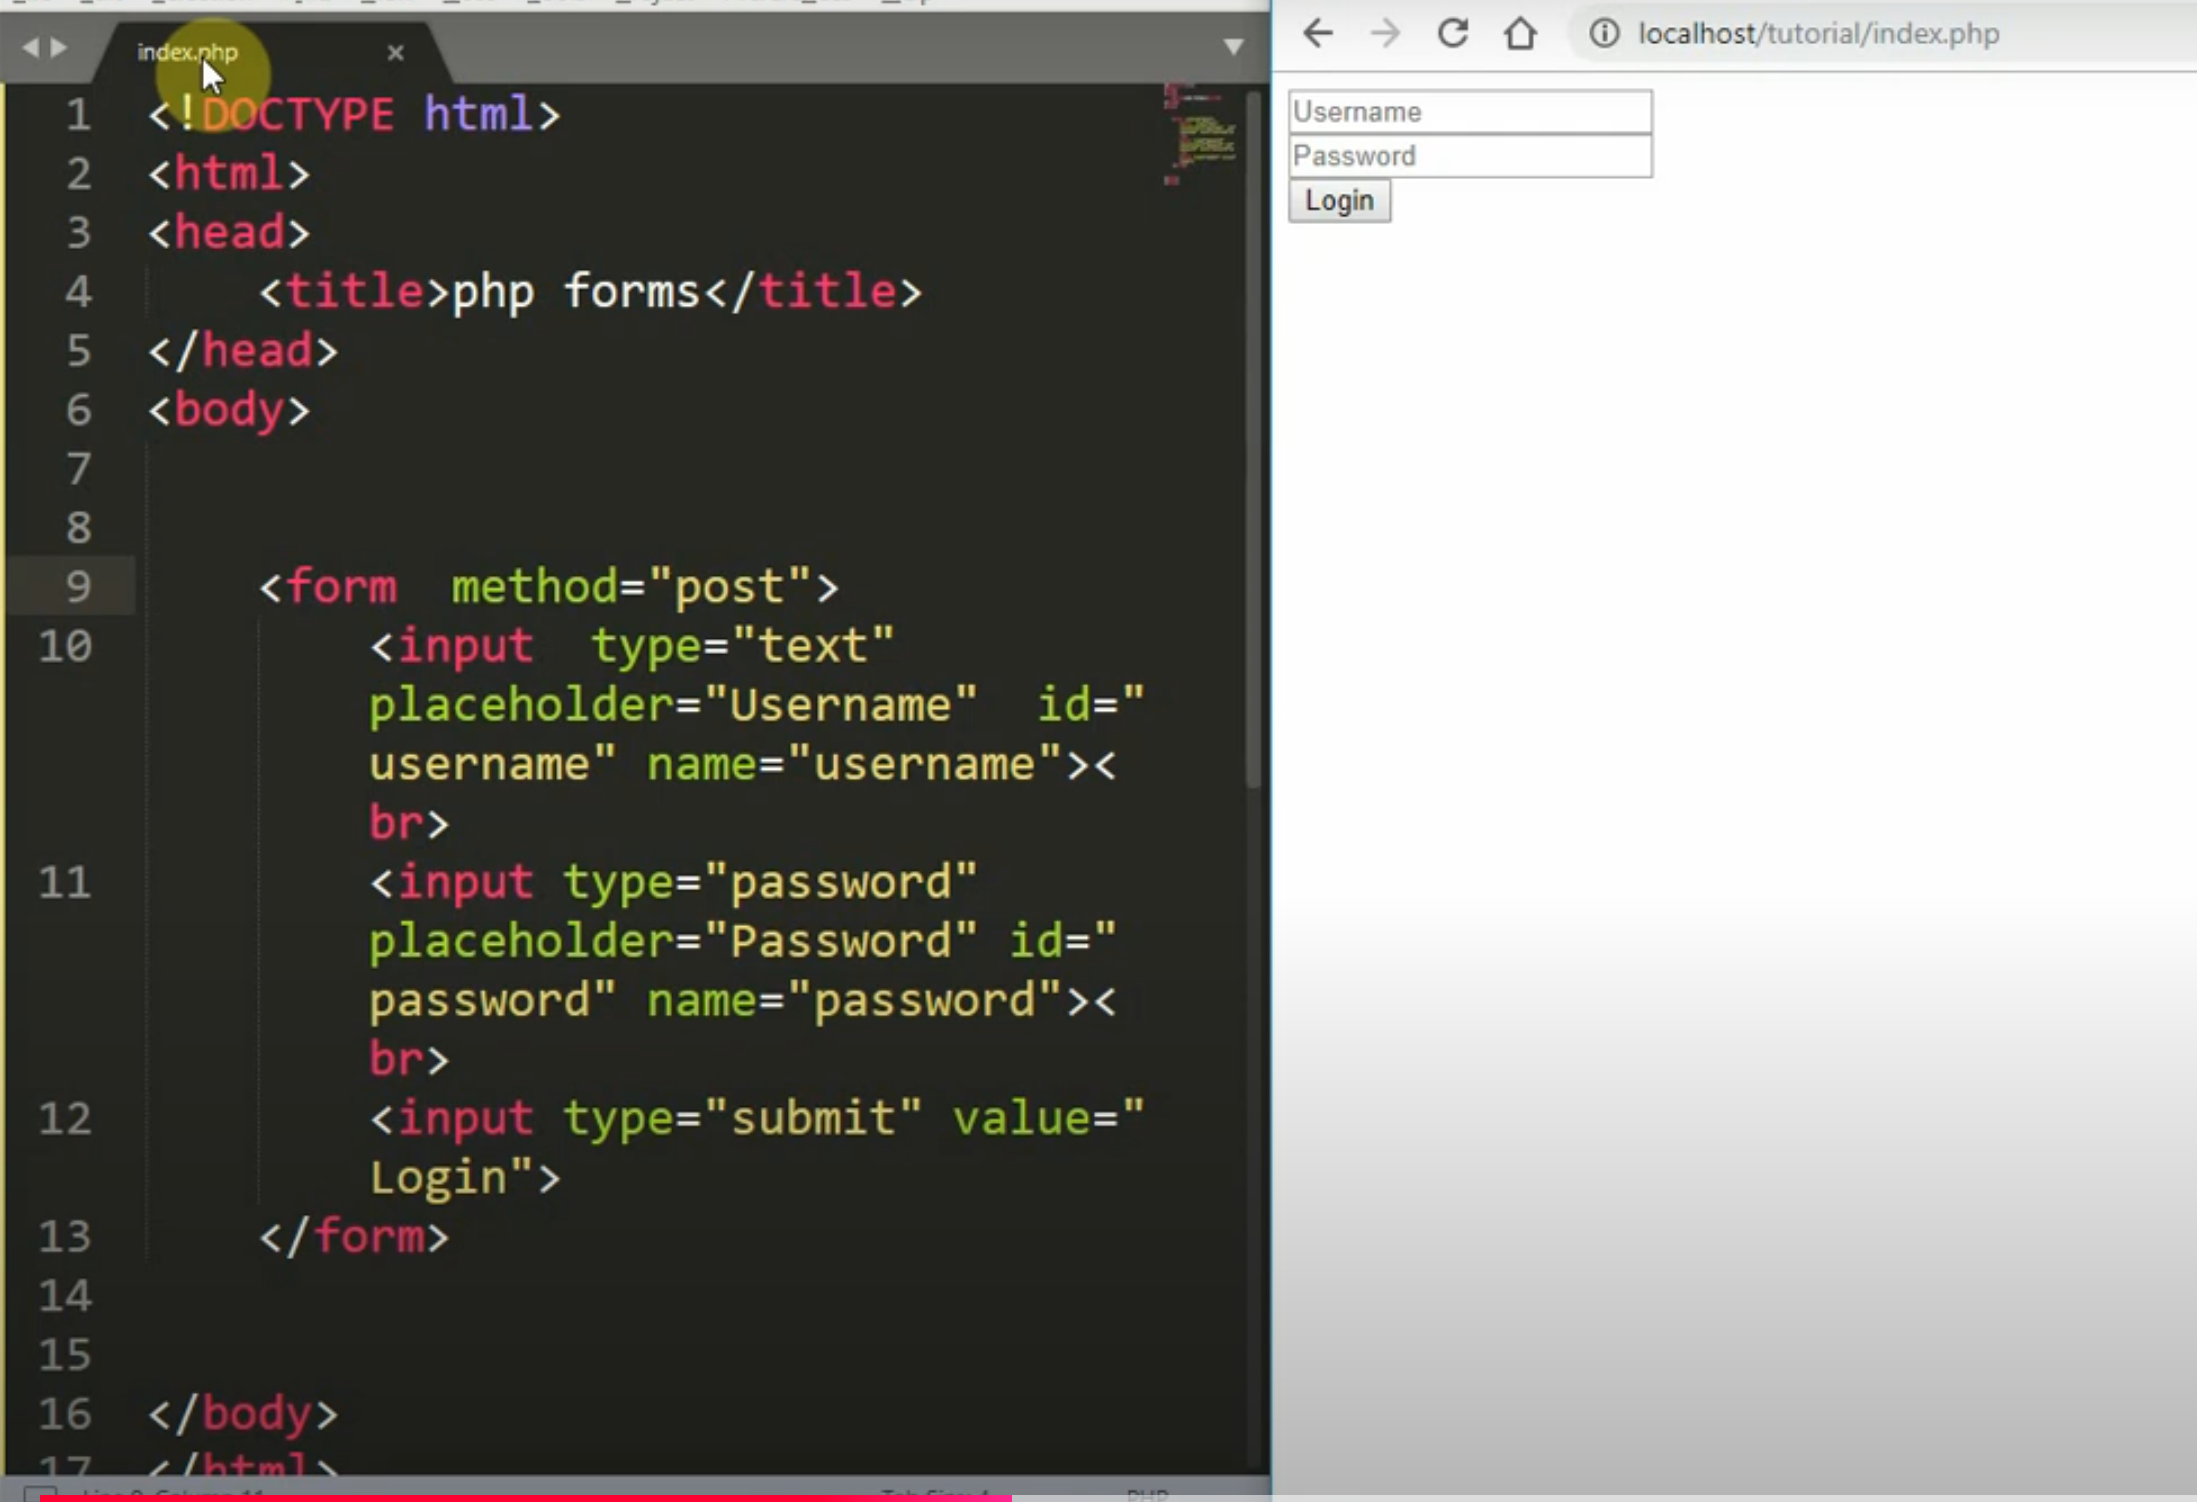 index.php
localhost/tutorial/index.php
1 <!DOCTYPE html>
2 <html>
3 <head>
4 <title>php forms</title>
5 </head>
6 <body>
7
8
9 <form  method="post">
10 <input  type="text"
placeholder="Username"  id="
username" name="username"><
br>
11 <input type="password"
placeholder="Password" id="
password" name="password"><
br>
12 <input type="submit" value="
Login">
13 </form>
14
15
16 </body>
17 </html>
Username
Password
Login